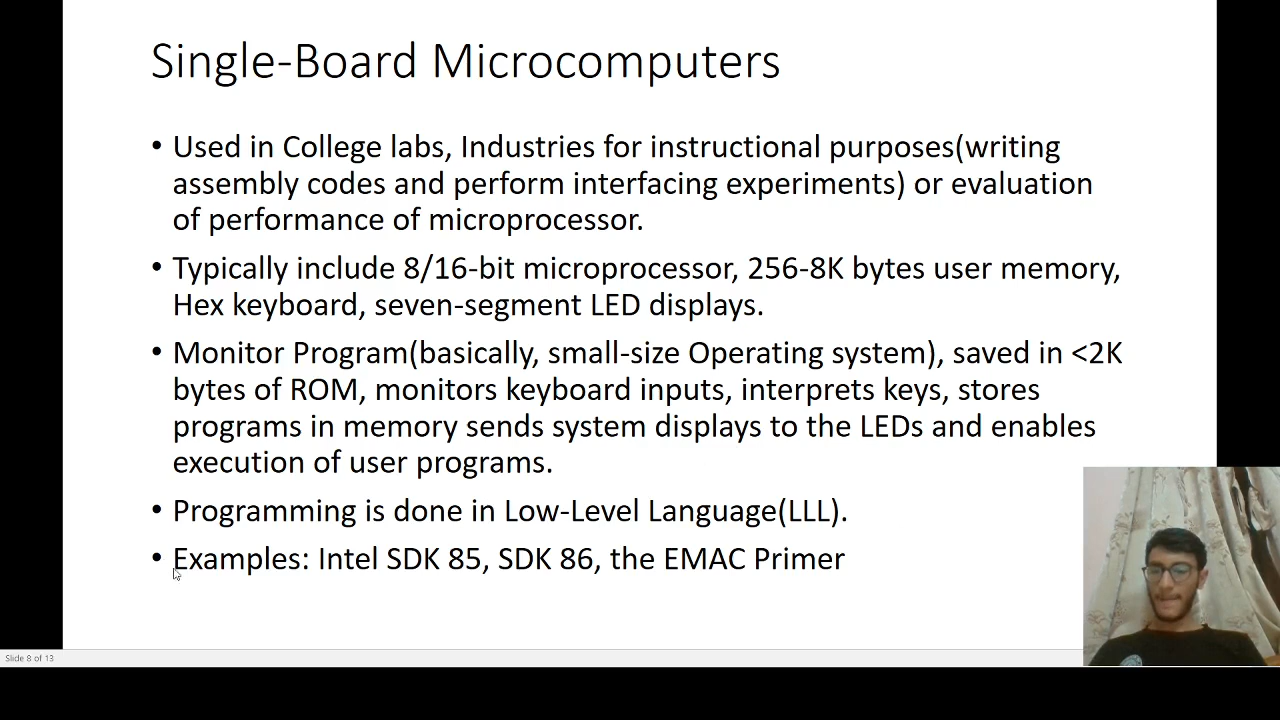 Single-Board Microcomputers
• Used in College labs, Industries for instructional purposes(writing
assembly codes and perform interfacing experiments) or evaluation
of performance of microprocessor.
• Typically include 8/16-bit microprocessor, 256-8K bytes user memory,
Hex keyboard, seven-segment LED displays.
• Monitor Program(basically, small-size Operating system), saved in <2K
bytes of ROM, monitors keyboard inputs, interprets keys, stores
programs in memory sends system displays to the LEDs and enables
execution of user programs.
• Programming is done in Low-Level Language(LLL).
• Examples: Intel SDK 85, SDK 86, the EMAC Primer
Slide 8 of 13